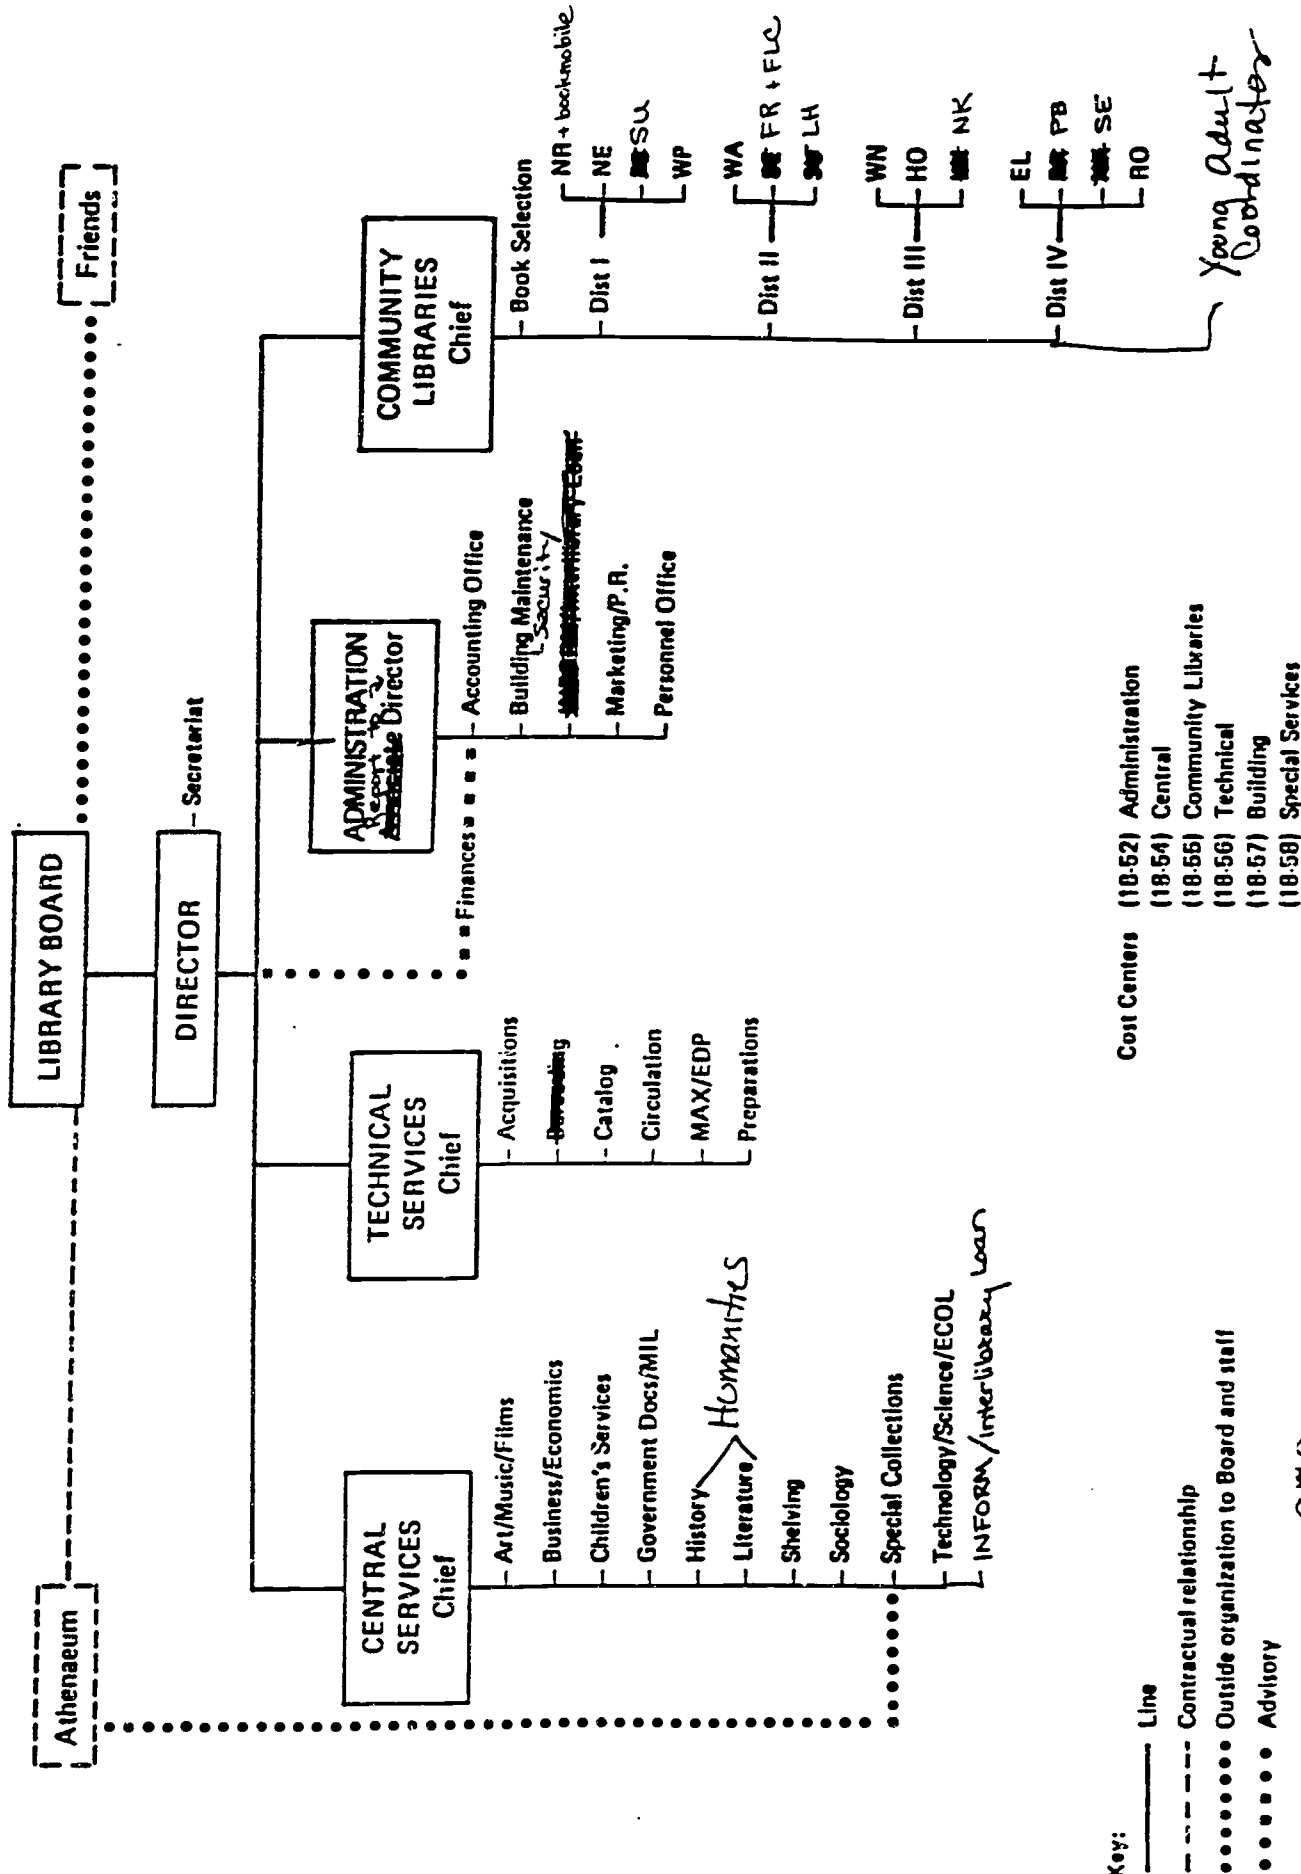 LIBRARY BOARD
Athenaeum
Friends
DIRECTOR
Secretariat
CENTRAL
SERVICES
Chief
Art/Music/Films
Business/Economics
Children's Services
Government Docs/MIL
History
Literature
Humanities
Shelving
Sociology
Special Collections
Technology/Science/ECOL
INFORM/Interlibrary Loan
TECHNICAL
SERVICES
Chief
Acquisitions
Catalog
Circulation
MAX/EDP
Preparations
Finances
ADMINISTRATION
Report to
Director
Accounting Office
Building Maintenance
Security
Marketing/P.R.
Personnel Office
COMMUNITY
LIBRARIES
Chief
Book Selection
Dist I
NR + bookmobile
NE
SU
WP
Dist II
WA
FR + FLC
LH
Dist III
WN
HO
NK
Dist IV
EL
PB
SE
RO
Young Adult
Coordinator
Key:
Line
Contractual relationship
Outside organization to Board and staff
Advisory
Cost Centers (18-52) Administration
(18-54) Central
(18-55) Community Libraries
(18-56) Technical
(18-57) Building
(18-58) Special Services